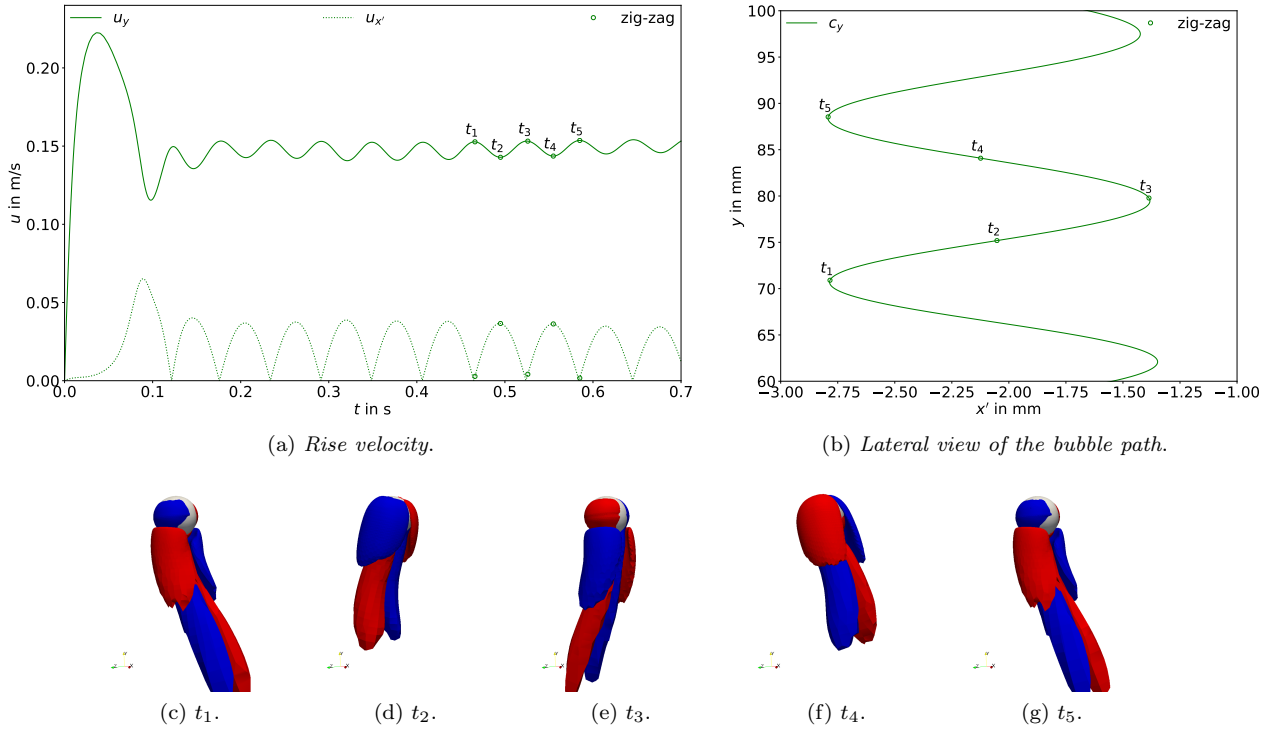 u_y u_x′ zig-zag
0.20
0.15
0.10
0.05
0.00
u in m/s
t_1 t_2 t_3 t_4 t_5
0.0 0.1 0.2 0.3 0.4 0.5 0.6 0.7
t in s
(a) Rise velocity.
c_y zig-zag
100
95
90
85
80
75
70
65
60
y in mm
t_5
t_4
t_3
t_2
t_1
−3.00 −2.75 −2.50 −2.25 −2.00 −1.75 −1.50 −1.25 −1.00
x′ in mm
(b) Lateral view of the bubble path.
Y Y Y Y Y
Z X Z X Z X Z X Z X
(c) t_1. (d) t_2. (e) t_3. (f) t_4. (g) t_5.